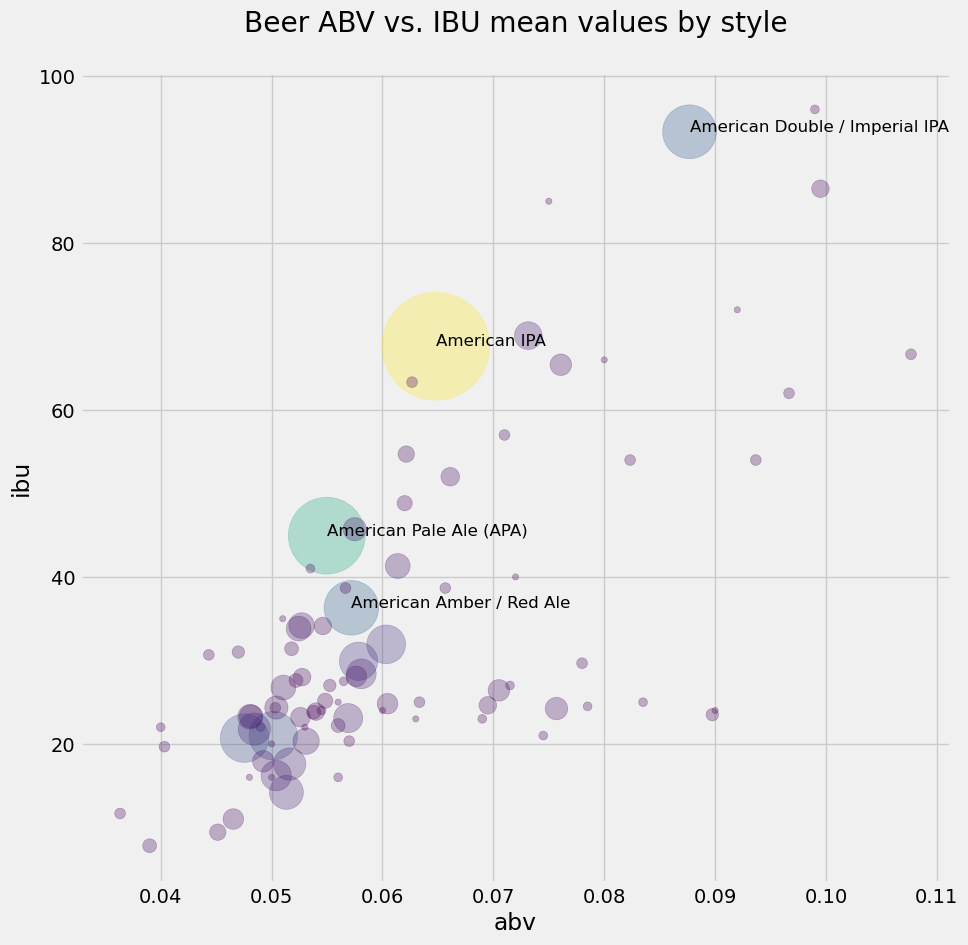 Beer ABV vs. IBU mean values by style
100
American Double / Imperial IPA
80
American IPA
60
ibu
American Pale Ale (APA)
40
American Amber / Red Ale
20
0.04 0.05 0.06 0.07 0.08 0.09 0.10 0.11
abv